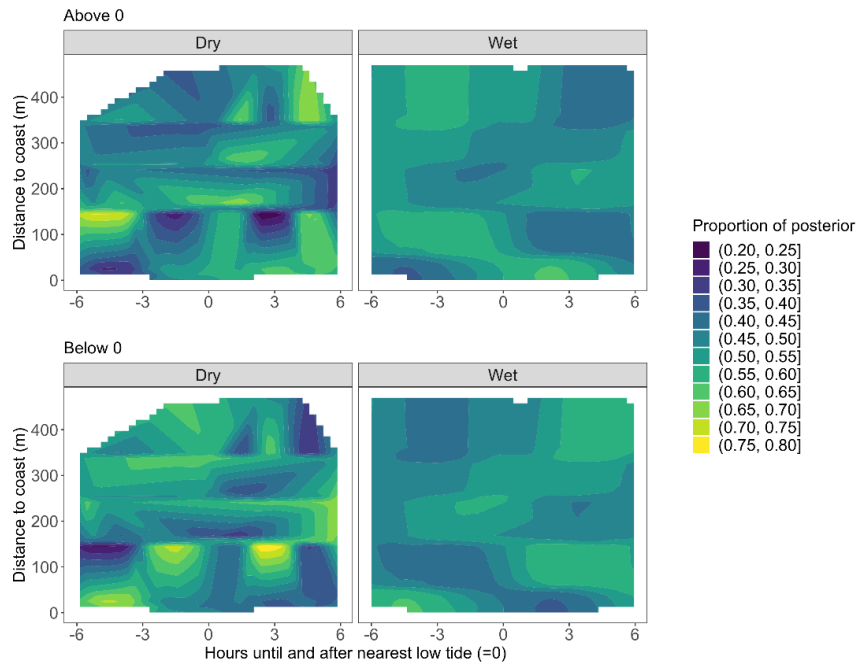 Above 0
Dry Wet
Distance to coast (m)
400
300
200
100
0
-6 -3 0 3 6 -6 -3 0 3 6
Below 0
Dry Wet
Distance to coast (m)
400
300
200
100
0
-6 -3 0 3 6 -6 -3 0 3 6
Hours until and after nearest low tide (=0)
Proportion of posterior
(0.20, 0.25]
(0.25, 0.30]
(0.30, 0.35]
(0.35, 0.40]
(0.40, 0.45]
(0.45, 0.50]
(0.50, 0.55]
(0.55, 0.60]
(0.60, 0.65]
(0.65, 0.70]
(0.70, 0.75]
(0.75, 0.80]